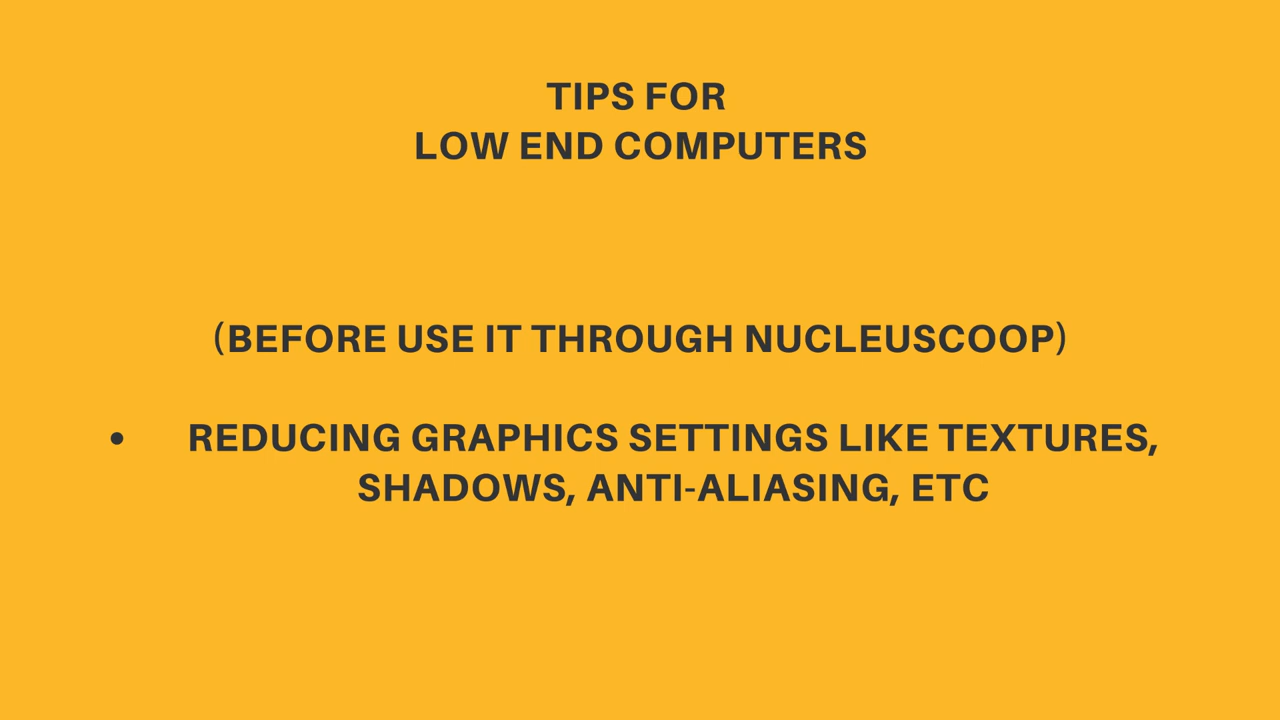 TIPS FOR
LOW END COMPUTERS
(BEFORE USE IT THROUGH NUCLEUSCOOP)
• REDUCING GRAPHICS SETTINGS LIKE TEXTURES,
SHADOWS, ANTI-ALIASING, ETC